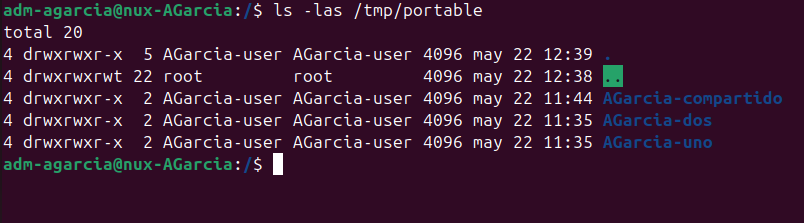 adm-agarcia@nux-AGarcia:/$ ls -las /tmp/portable
total 20
4 drwxrwxr-x  5 AGarcia-user AGarcia-user 4096 may 22 12:39 .
4 drwxrwxrwt 22 root         root         4096 may 22 12:38 ..
4 drwxrwxr-x  2 AGarcia-user AGarcia-user 4096 may 22 11:44 AGarcia-compartido
4 drwxrwxr-x  2 AGarcia-user AGarcia-user 4096 may 22 11:35 AGarcia-dos
4 drwxrwxr-x  2 AGarcia-user AGarcia-user 4096 may 22 11:35 AGarcia-uno
adm-agarcia@nux-AGarcia:/$